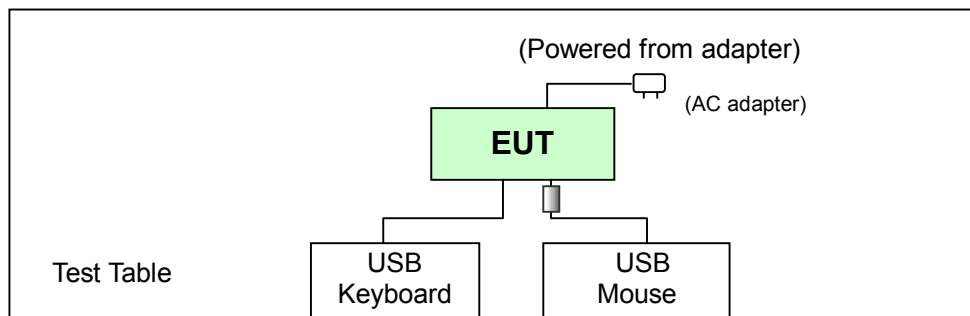 (Powered from adapter)
(AC adapter)
EUT
Test Table
USB
Keyboard
USB
Mouse